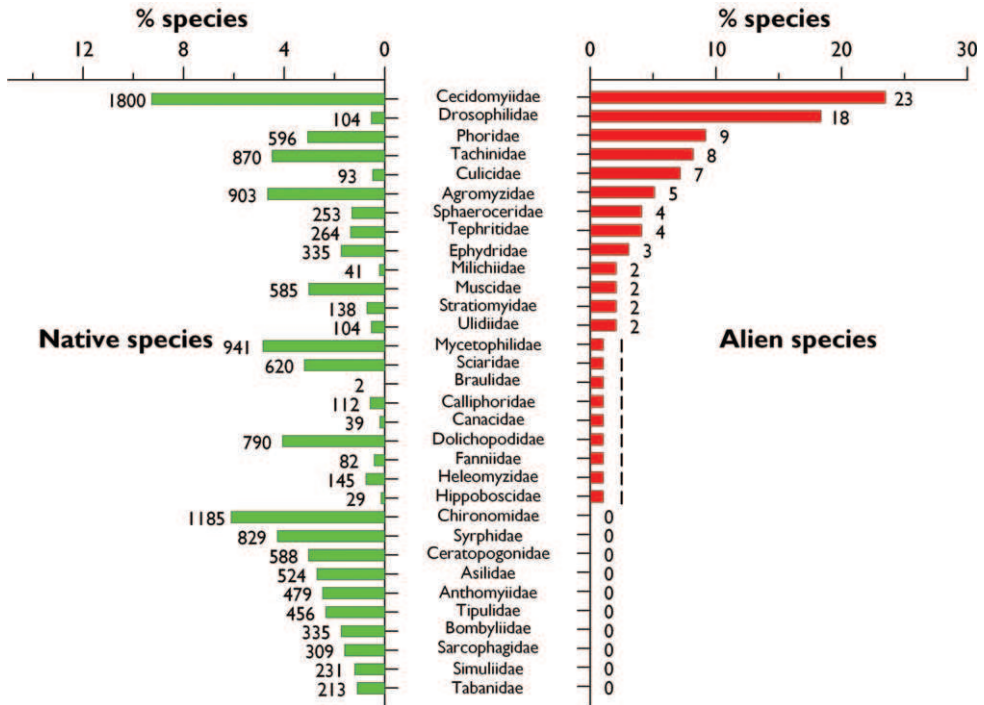 % species % species
12 8 4 0 0 10 20 30
1800 Cecidomyiidae 23
104 Drosophilidae 18
596 Phoridae 9
870 Tachinidae 8
93 Culicidae 7
903 Agromyzidae 5
253 Sphaeroceridae 4
264 Tephritidae 4
335 Ephydridae 3
41 Milichiidae 2
585 Muscidae 2
138 Stratiomyidae 2
104 Ulidiidae 2
Native species Alien species
941 Mycetophilidae
620 Sciaridae
2 Braulidae
112 Calliphoridae
39 Canacidae
790 Dolichopodidae
82 Fanniidae
145 Heleomyzidae
29 Hippoboscidae
1185 Chironomidae 0
829 Syrphidae 0
588 Ceratopogonidae 0
524 Asilidae 0
479 Anthomyiidae 0
456 Tipulidae 0
335 Bombyliidae 0
309 Sarcophagidae 0
231 Simuliidae 0
213 Tabanidae 0